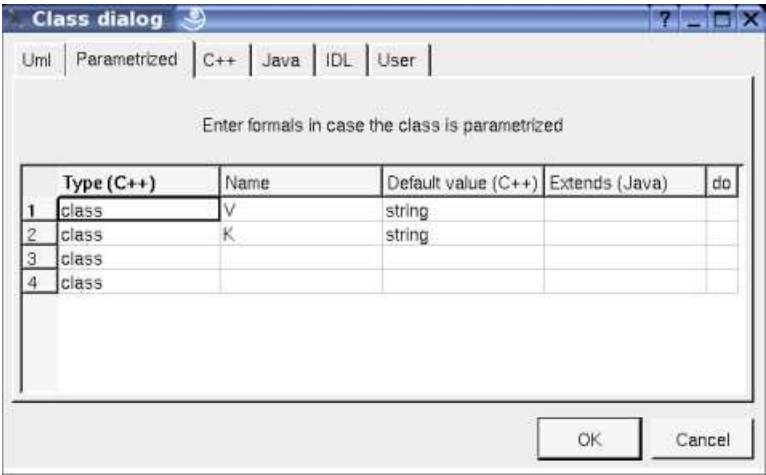 Class dialog ? _ X
Uml Parametrized C++ Java IDL User
Enter formals in case the class is parametrized
Type (C++) Name Default value (C++) Extends (Java) do
1 class V string
2 class K string
3 class
4 class
OK Cancel